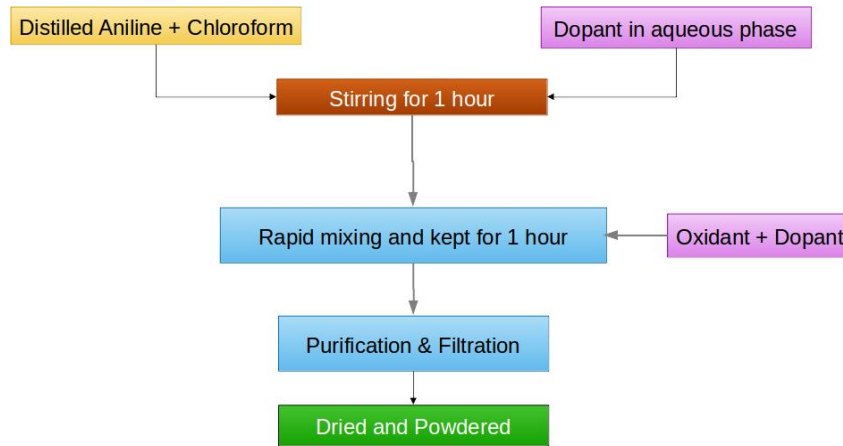 Distilled Aniline + Chloroform
Dopant in aqueous phase
Stirring for 1 hour
Rapid mixing and kept for 1 hour
Oxidant + Dopant
Purification & Filtration
Dried and Powdered